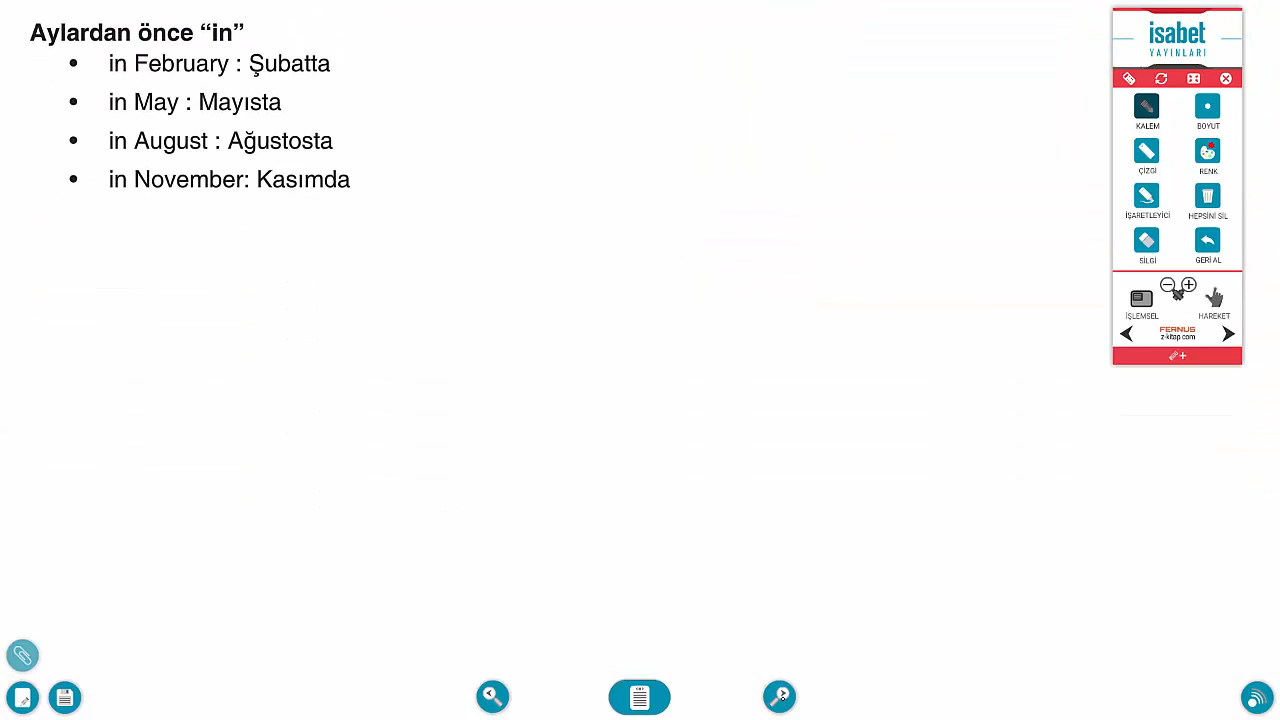 Aylardan önce “in”
• in February : Şubatta
• in May : Mayısta
• in August : Ağustosta
• in November: Kasımda
isabet
YAYINLARI
KALEM BOYUT
ÇİZGİ RENK
İŞARETLEYİCİ HEPSİNİ SİL
SİLGİ GERİ AL
İŞLEMSEL HAREKET
FERNUS
z-kitap.com